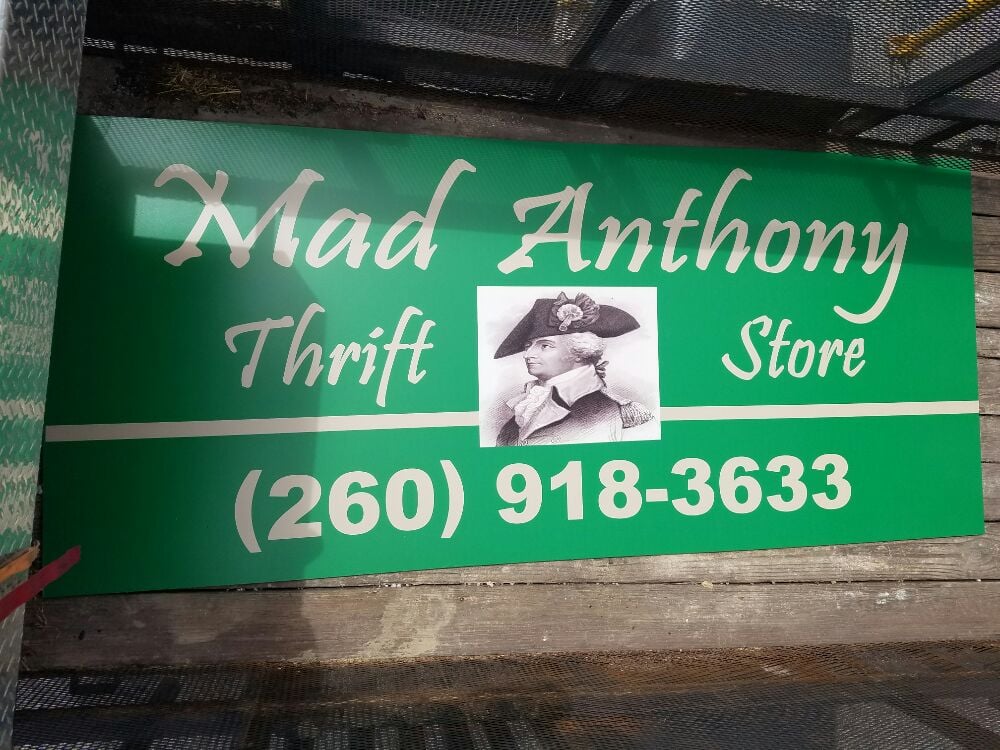 Mad Anthony
Thrift Store
(260) 918-3633